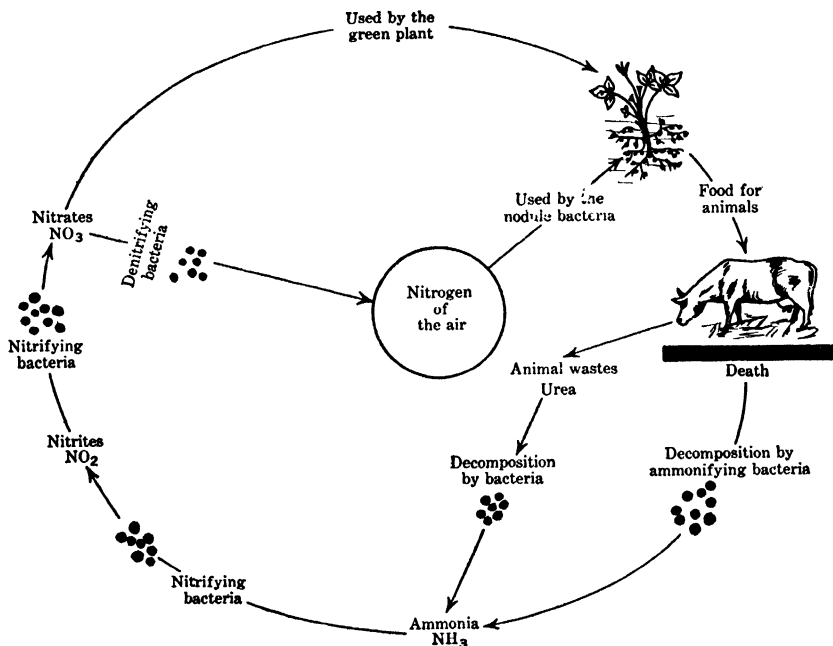 Used by the
green plant
Nitrates
NO3
Denitrifying
bacteria
Used by the
nodule bacteria
Food for
animals
Nitrogen
of
the air
Nitrifying
bacteria
Animal wastes
Urea
Death
Nitrites
NO2
Decomposition
by bacteria
Decomposition by
ammonifying bacteria
Nitrifying
bacteria
Ammonia
NH3